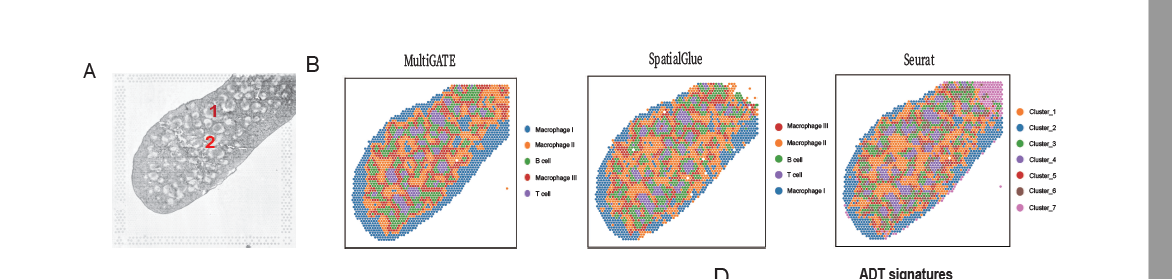 A
1
2
B
MultiGATE
Macrophage I
Macrophage II
B cell
Macrophage III
T cell
SpatialGlue
Macrophage III
Macrophage II
B cell
T cell
Macrophage I
Seurat
Cluster_1
Cluster_2
Cluster_3
Cluster_4
Cluster_5
Cluster_6
Cluster_7
D
ADT signatures